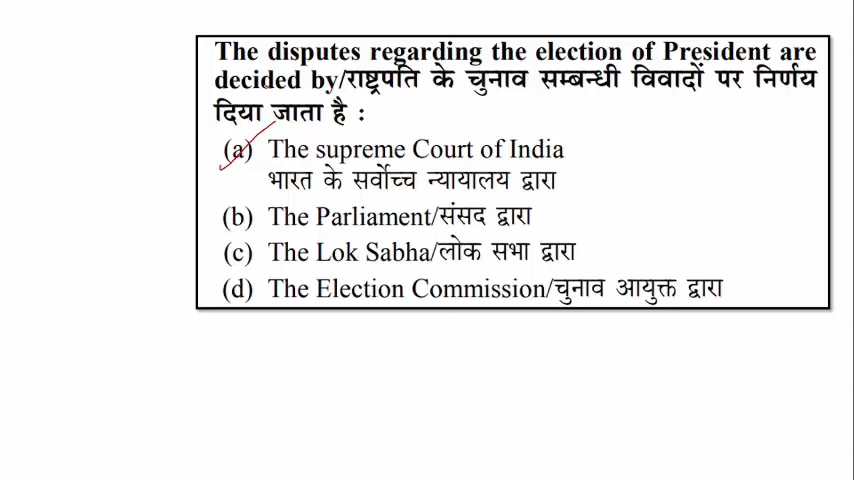 The disputes regarding the election of President are
decided by/राष्ट्रपति के चुनाव सम्बन्धी विवादों पर निर्णय
दिया जाता है :
(a) The supreme Court of India
भारत के सर्वोच्च न्यायालय द्वारा
(b) The Parliament/संसद द्वारा
(c) The Lok Sabha/लोक सभा द्वारा
(d) The Election Commission/चुनाव आयुक्त द्वारा